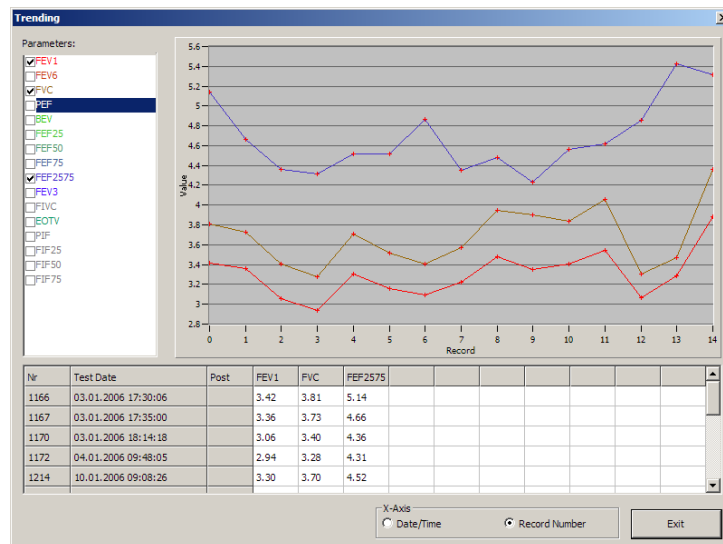 Trending
Parameters:
FEV1
FEV6
FVC
PEF
BEV
FEF25
FEF50
FEF75
FEF2575
FEV3
FIVC
EOTV
PIF
FIF25
FIF50
FIF75
Value
5.6
5.4
5.2
5
4.8
4.6
4.4
4.2
4
3.8
3.6
3.4
3.2
3
2.8
0 1 2 3 4 5 6 7 8 9 10 11 12 13 14
Record
Nr Test Date Post FEV1 FVC FEF2575
1166 03.01.2006 17:30:06 3.42 3.81 5.14
1167 03.01.2006 17:35:00 3.36 3.73 4.66
1170 03.01.2006 18:14:18 3.06 3.40 4.36
1172 04.01.2006 09:48:05 2.94 3.28 4.31
1214 10.01.2006 09:08:26 3.30 3.70 4.52
X-Axis
Date/Time Record Number
Exit